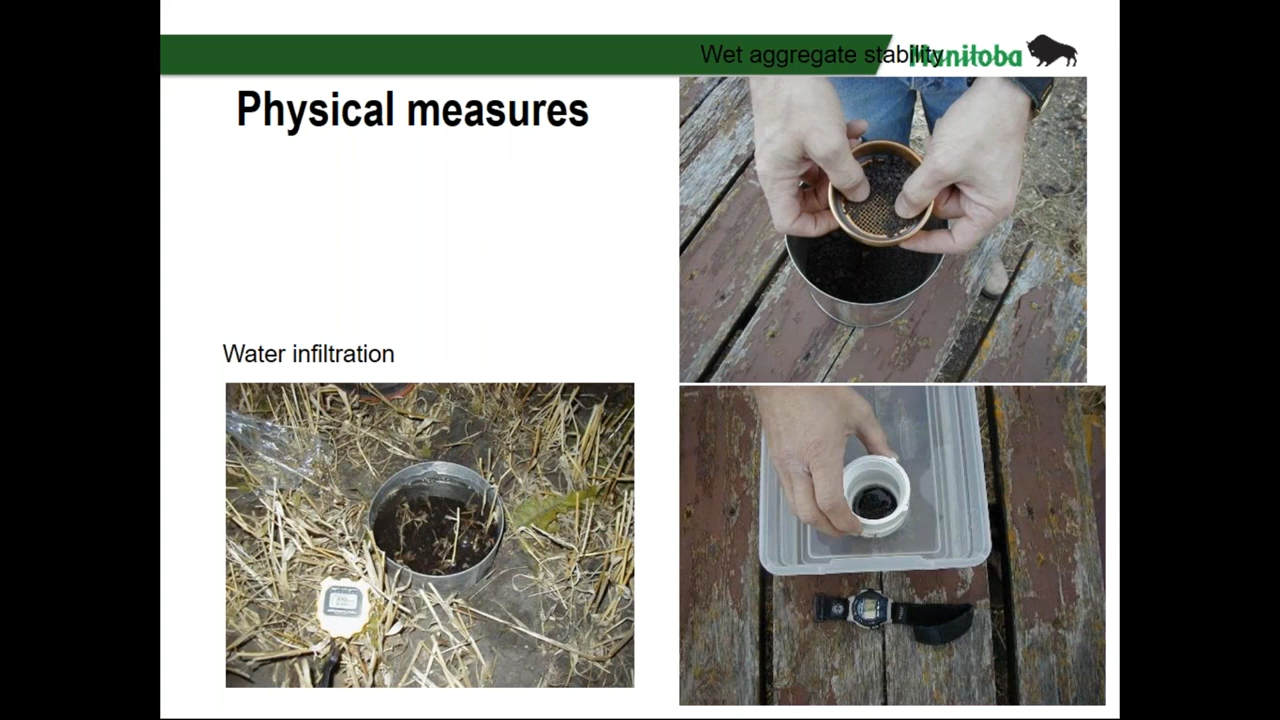 Wet aggregate stability
Manitoba
Physical measures
Water infiltration